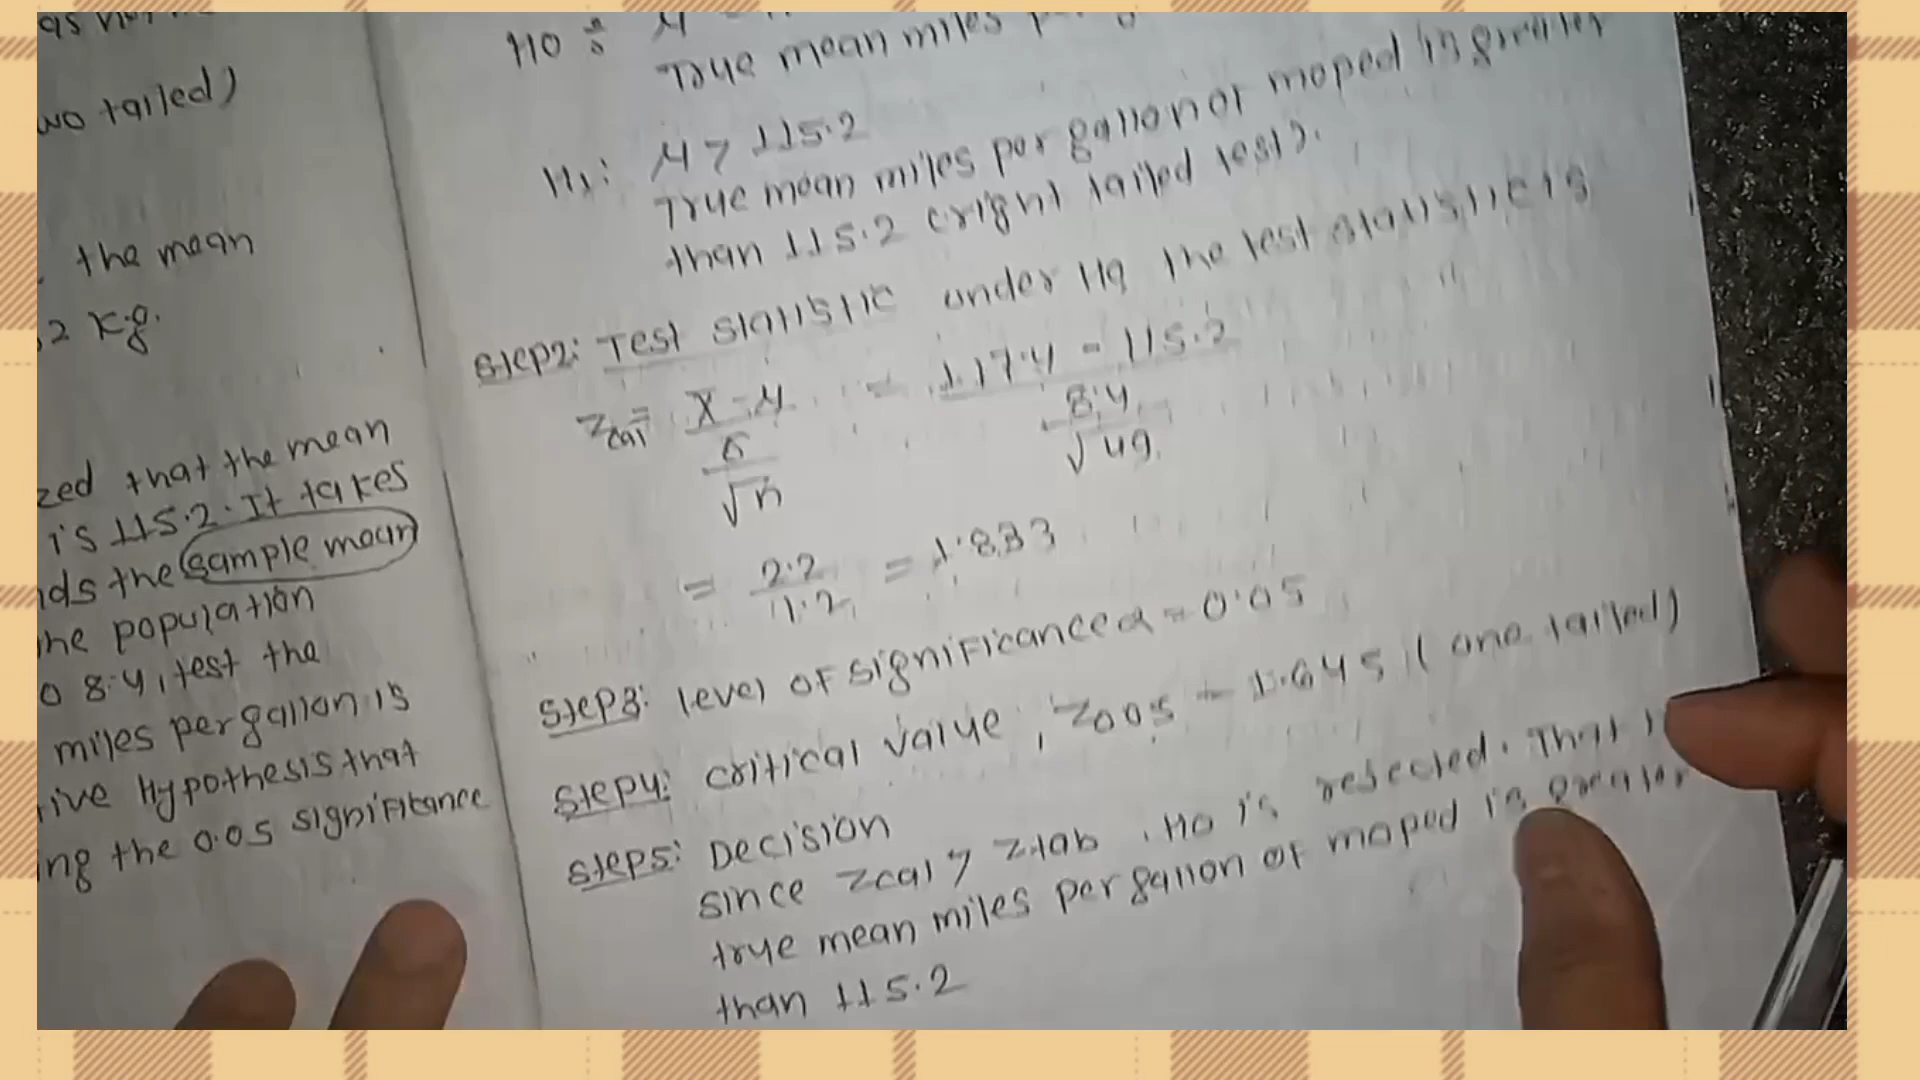 wo tailed)
the mean
2 Kg.
zed that the mean
is 115.2. It takes
nds the sample mean
he population
o 8.4, test the
miles per gallon is
ive Hypothesis that
ng the 0.05 significance
H0 : μ
True mean miles
H1: μ > 115.2
True mean miles per gallon of moped is greater
than 115.2 (right tailed test).
Step2: Test statistic under H0 the test statistic is
Zcal = X - μ / σ / √n = 117.4 - 115.2 / 8.4 / √49
= 2.2 / 1.2 = 1.833
Step3: level of significance α = 0.05
Step4: critical value, Z0.05 = 1.645 (one tailed)
Step5: Decision
since Zcal > Ztab . H0 is rejected. That
true mean miles per gallon of moped is greater
than 115.2